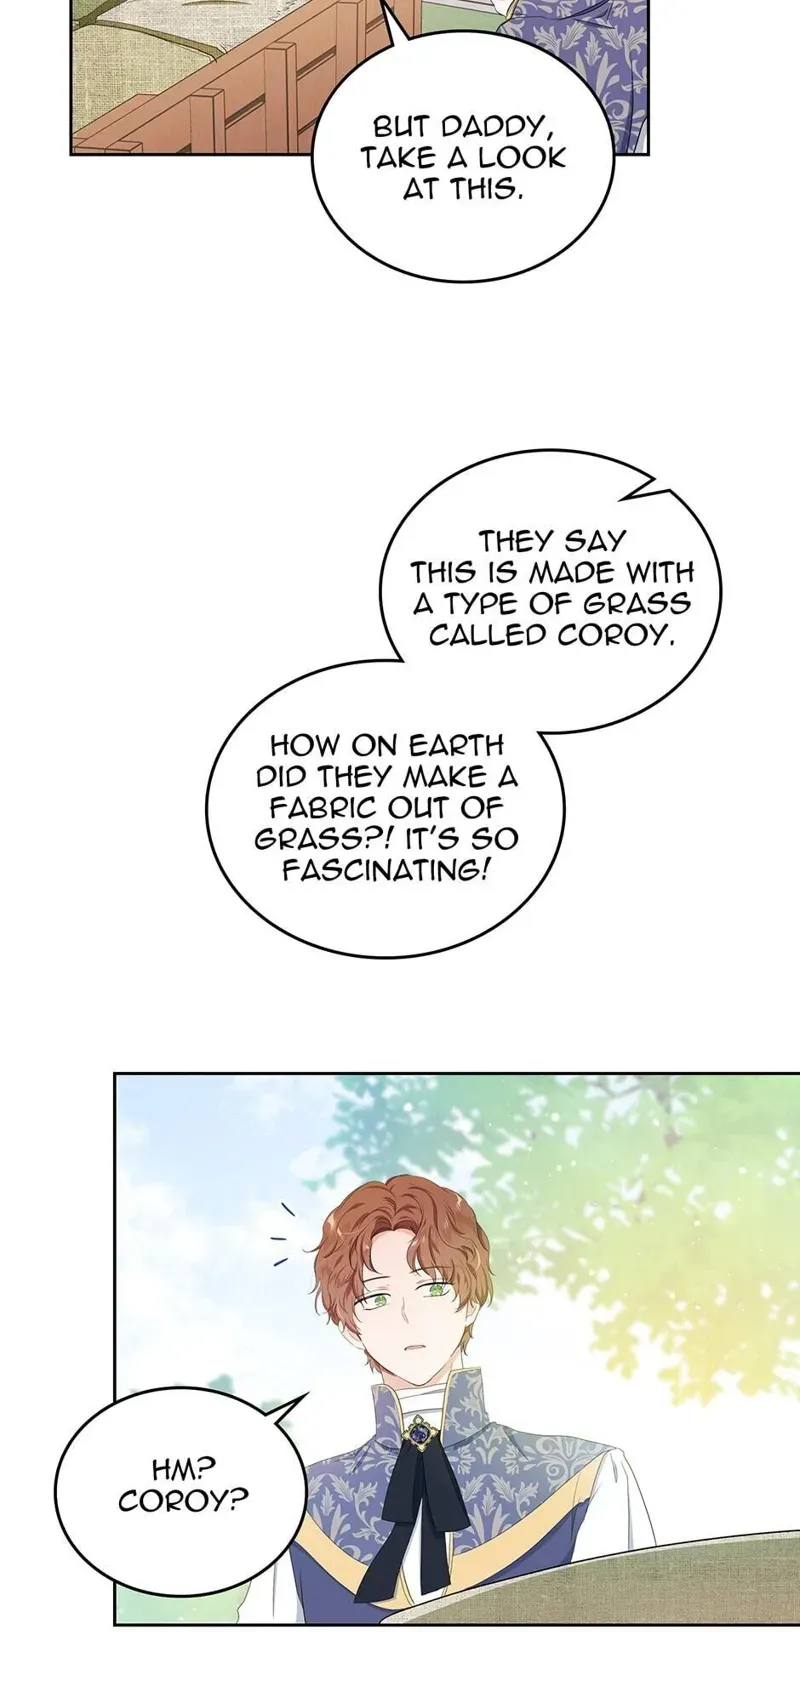 BUT DADDY,
TAKE A LOOK
AT THIS.
THEY SAY
THIS IS MADE WITH
A TYPE OF GRASS
CALLED COROY.
HOW ON EARTH
DID THEY MAKE A
FABRIC OUT OF
GRASS?! IT'S SO
FASCINATING!
HM?
COROY?